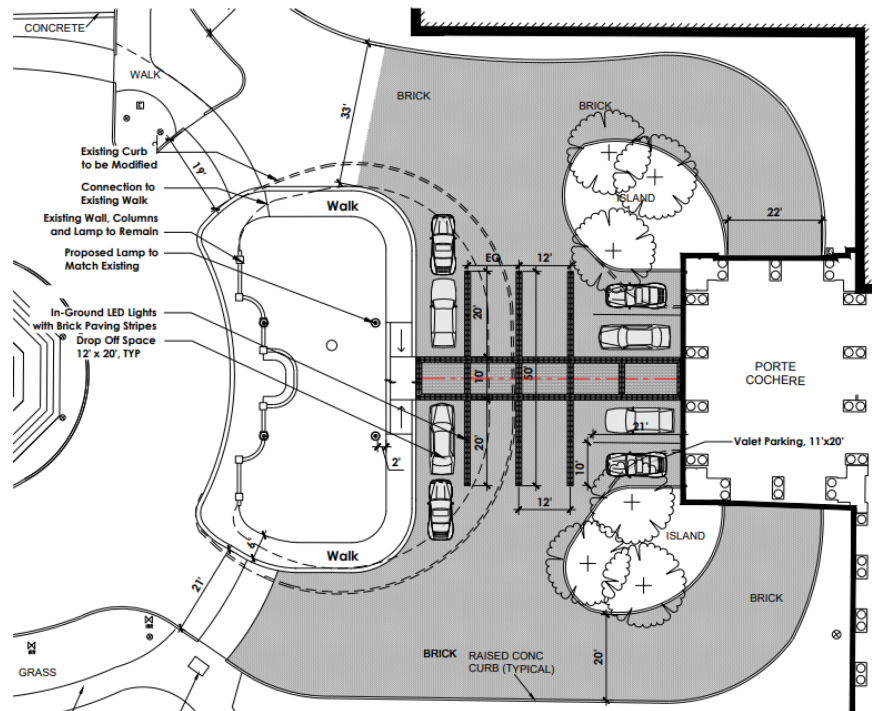 CONCRETE
WALK
BRICK
BRICK
33'
19'
Existing Curb
to be Modified
Connection to
Existing Walk
Existing Wall, Columns
and Lamp to Remain
Proposed Lamp to
Match Existing
In-Ground LED Lights
with Brick Paving Stripes
Drop Off Space
12' x 20', TYP
Walk
ISLAND
22'
EQ
12'
20'
10'
50'
20'
PORTE
COCHERE
21'
Valet Parking, 11'x20'
10'
2'
12'
Walk
6'
21'
ISLAND
BRICK
20'
BRICK
RAISED CONC
CURB (TYPICAL)
GRASS